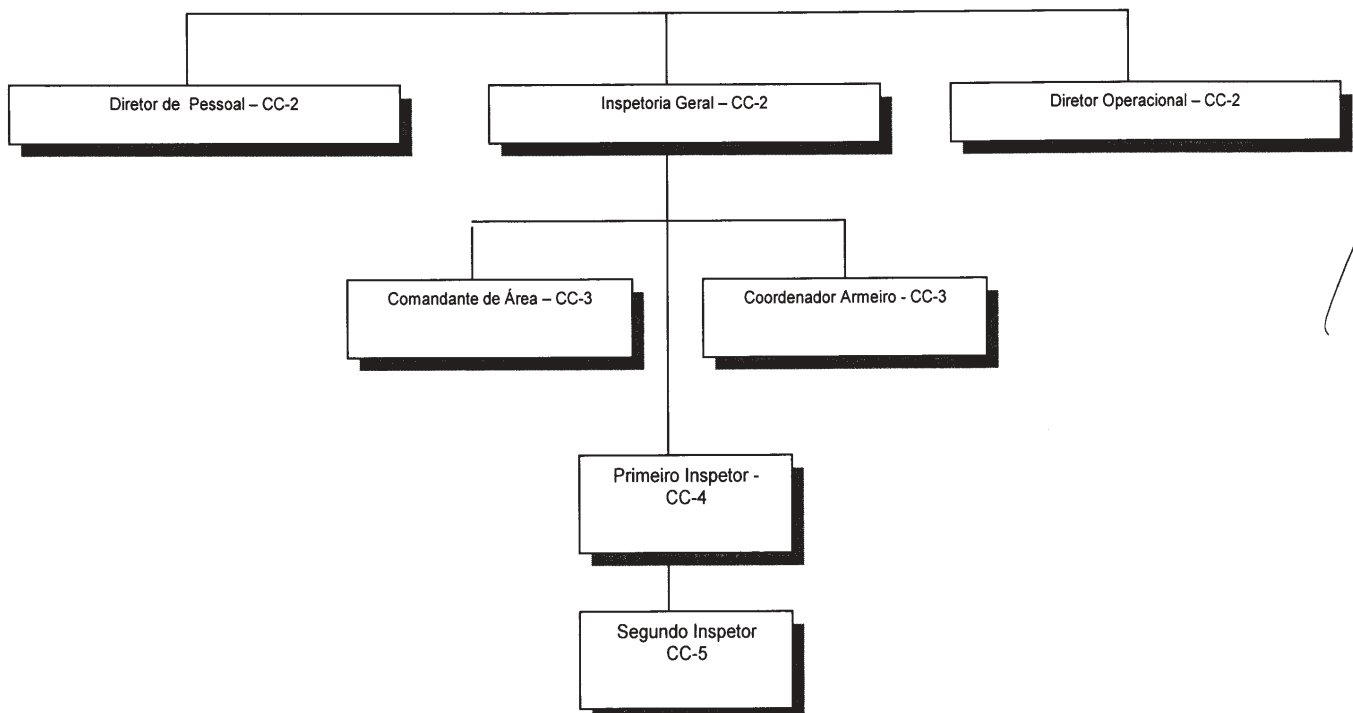 Diretor de Pessoal – CC-2
Inspetoria Geral – CC-2
Diretor Operacional – CC-2
Comandante de Área – CC-3
Coordenador Armeiro - CC-3
Primeiro Inspetor -
CC-4
Segundo Inspetor
CC-5